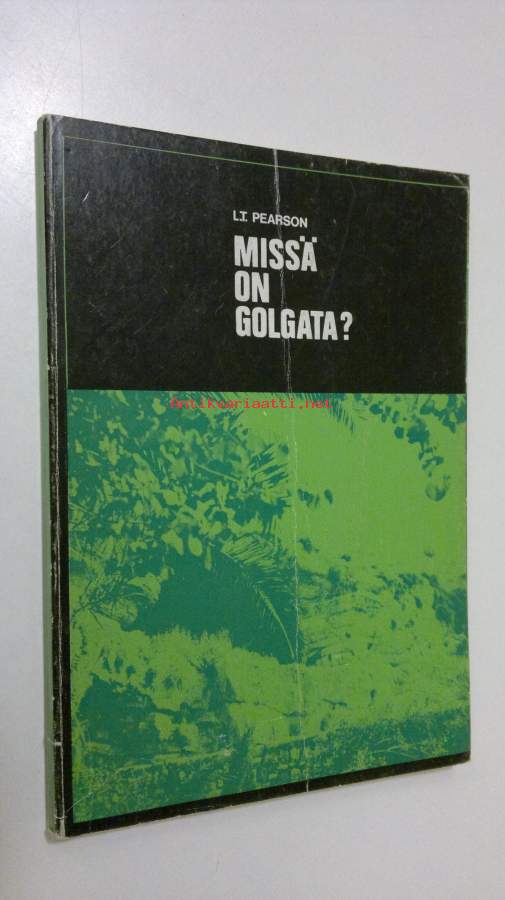 L.T. PEARSON
MISSÄ
ON
GOLGATA?
antikvariaatti.net